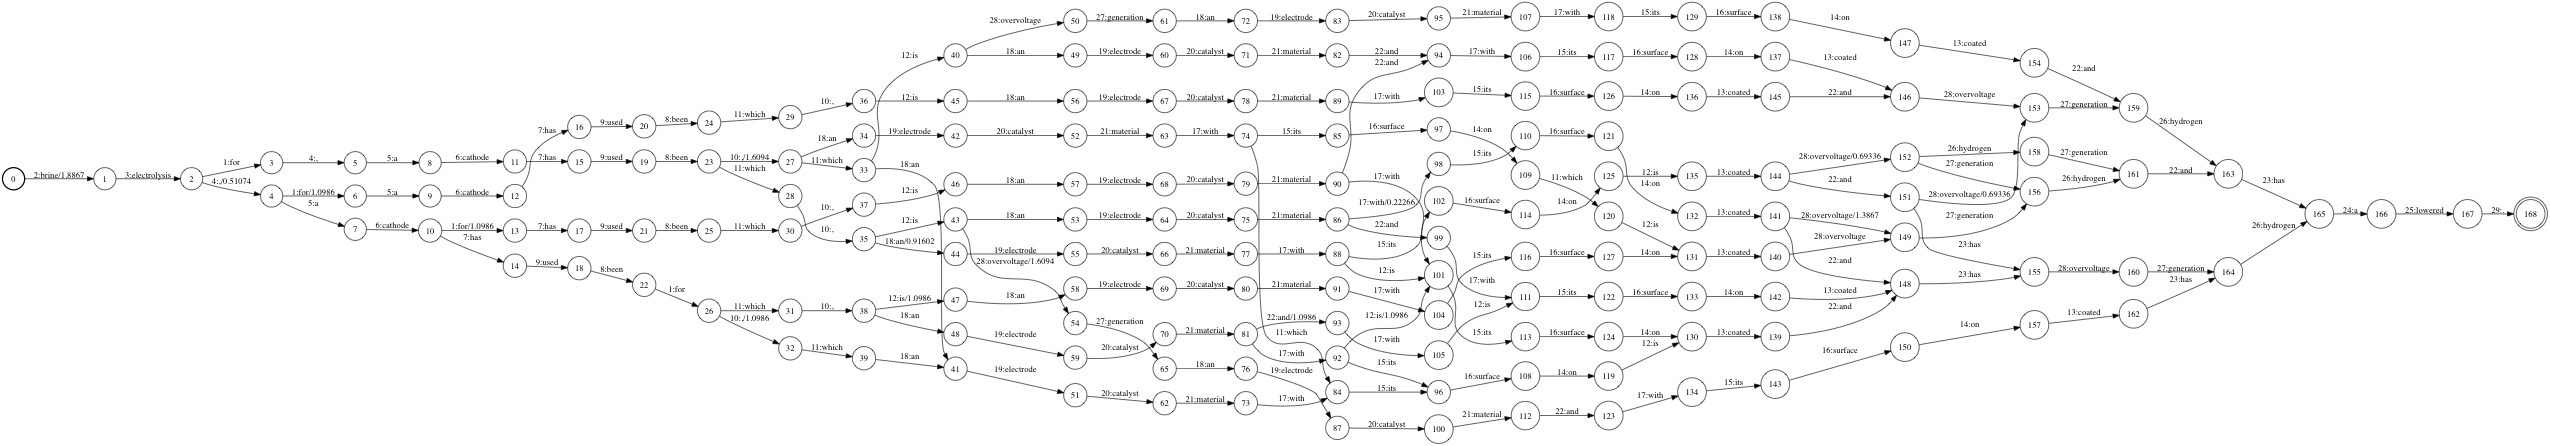 50 27:generation 61 18:an 72 19:electrode 83 20:catalyst 95 21:material 107 17:with 118 15:its 129 16:surface 138 14:on
28:overvoltage
147 13:coated 154 22:and
12:is 40 18:an 49 19:electrode 60 20:catalyst 71 21:material 82 22:and 94 17:with 106 15:its 117 16:surface 128 14:on 137 13:coated
22:and
29 10:, 36 12:is 45 18:an 56 19:electrode 67 20:catalyst 78 21:material 89 17:with 103 15:its 115 16:surface 126 14:on 136 13:coated 145 22:and 146 28:overvoltage 153 27:generation 159 26:hydrogen
7:has 16 9:used 20 8:been 24 11:which
18:an 34 19:electrode 42 20:catalyst 52 21:material 63 17:with 74 15:its 85 16:surface 97 14:on 110 16:surface 121
1:for 3 4:, 5 5:a 8 6:cathode 11 7:has 15 9:used 19 8:been 23 10:,/1.6094 27 11:which 33 18:an
11:which
98 15:its 109 11:which 125 12:is 135 13:coated 144 28:overvoltage/0.69336 152 26:hydrogen 158 27:generation
27:generation
14:on
22:and
0 2:brine/1.8867 1 3:electrolysis 2 4:,/0.51074 4 1:for/1.0986 6 5:a 9 6:cathode 12
28 12:is 46 18:an 57 19:electrode 68 20:catalyst 79 21:material 90 17:with
151 28:overvoltage/0.69336 156 26:hydrogen 161 22:and 163 23:has
5:a
10:, 37
17:with/0.22266 102 16:surface 114 14:on 120 12:is 132 13:coated 141 28:overvoltage/1.3867
27:generation
7 6:cathode 10 1:for/1.0986 13 7:has 17 9:used 21 8:been 25 11:which 30 10:, 35 12:is 43 18:an 53 19:electrode 64 20:catalyst 75 21:material 86 22:and 99
165 24:a 166 25:lowered 167 29:. 168
7:has
18:an/0.91602 44 19:electrode 55 20:catalyst 66 21:material 77 17:with 88 15:its
12:is
28:overvoltage/1.6094
15:its 116 16:surface 127 14:on 131 13:coated 140 28:overvoltage 149
22:and
23:has
26:hydrogen
14 9:used 18 8:been 22 1:for
101 17:with
23:has 155 28:overvoltage 160 27:generation 164
23:has
47 18:an 58 19:electrode 69 20:catalyst 80 21:material 91 17:with 104 12:is 111 15:its 122 16:surface 133 14:on 142 13:coated 148
26 11:which 31 10:, 38 12:is/1.0986
22:and
10:,/1.0986
18:an 48 19:electrode 54 27:generation 70 21:material 81 22:and/1.0986 93 12:is/1.0986
17:with
11:which
17:with
105 15:its 113 16:surface 124 14:on 130 13:coated 139
12:is
162 13:coated 157 14:on 150 16:surface
32 11:which 39 18:an 41 19:electrode 59 20:catalyst 65 18:an 76 19:electrode 92 15:its 96 16:surface 108 14:on 119
51 20:catalyst 62 21:material 73 17:with 84 15:its
134 15:its 143
87 20:catalyst 100 21:material 112 22:and 123 17:with